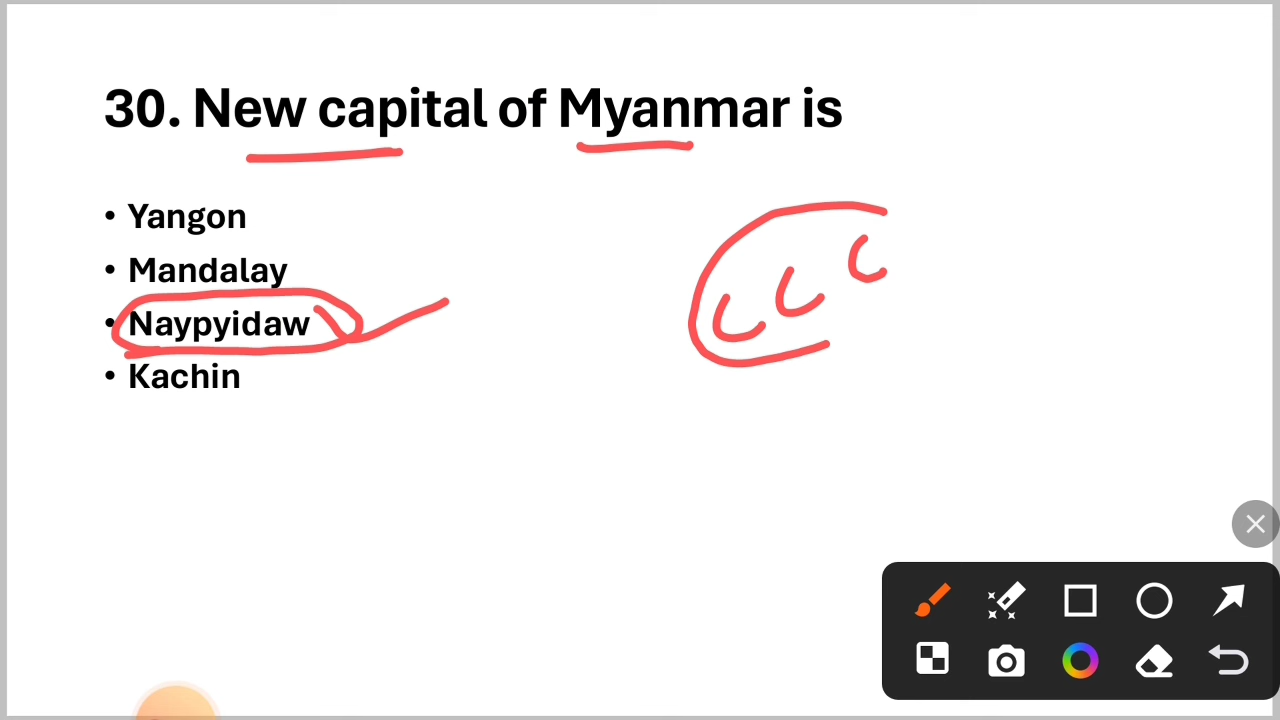 30. New capital of Myanmar is
• Yangon
• Mandalay
• Naypyidaw
• Kachin